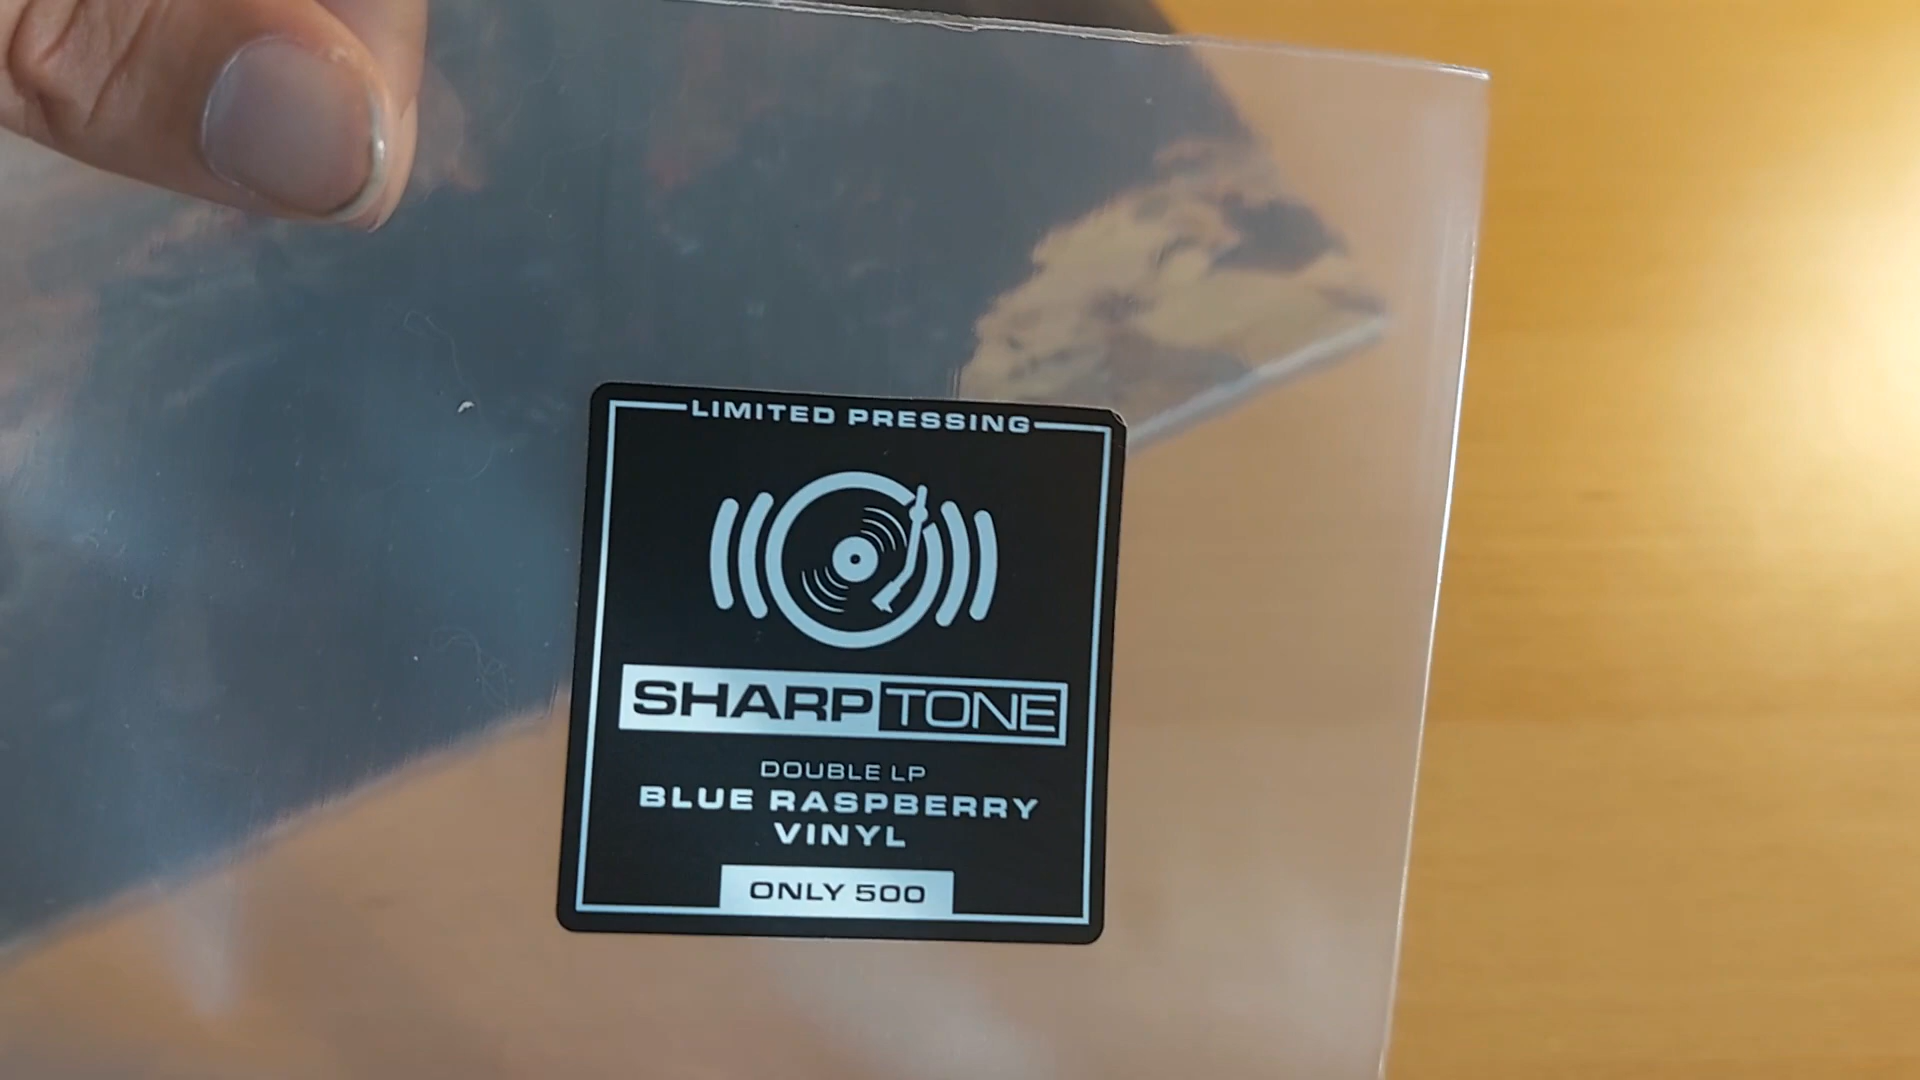 LIMITED PRESSING
SHARPTONE
DOUBLE LP
BLUE RASPBERRY
VINYL
ONLY 500